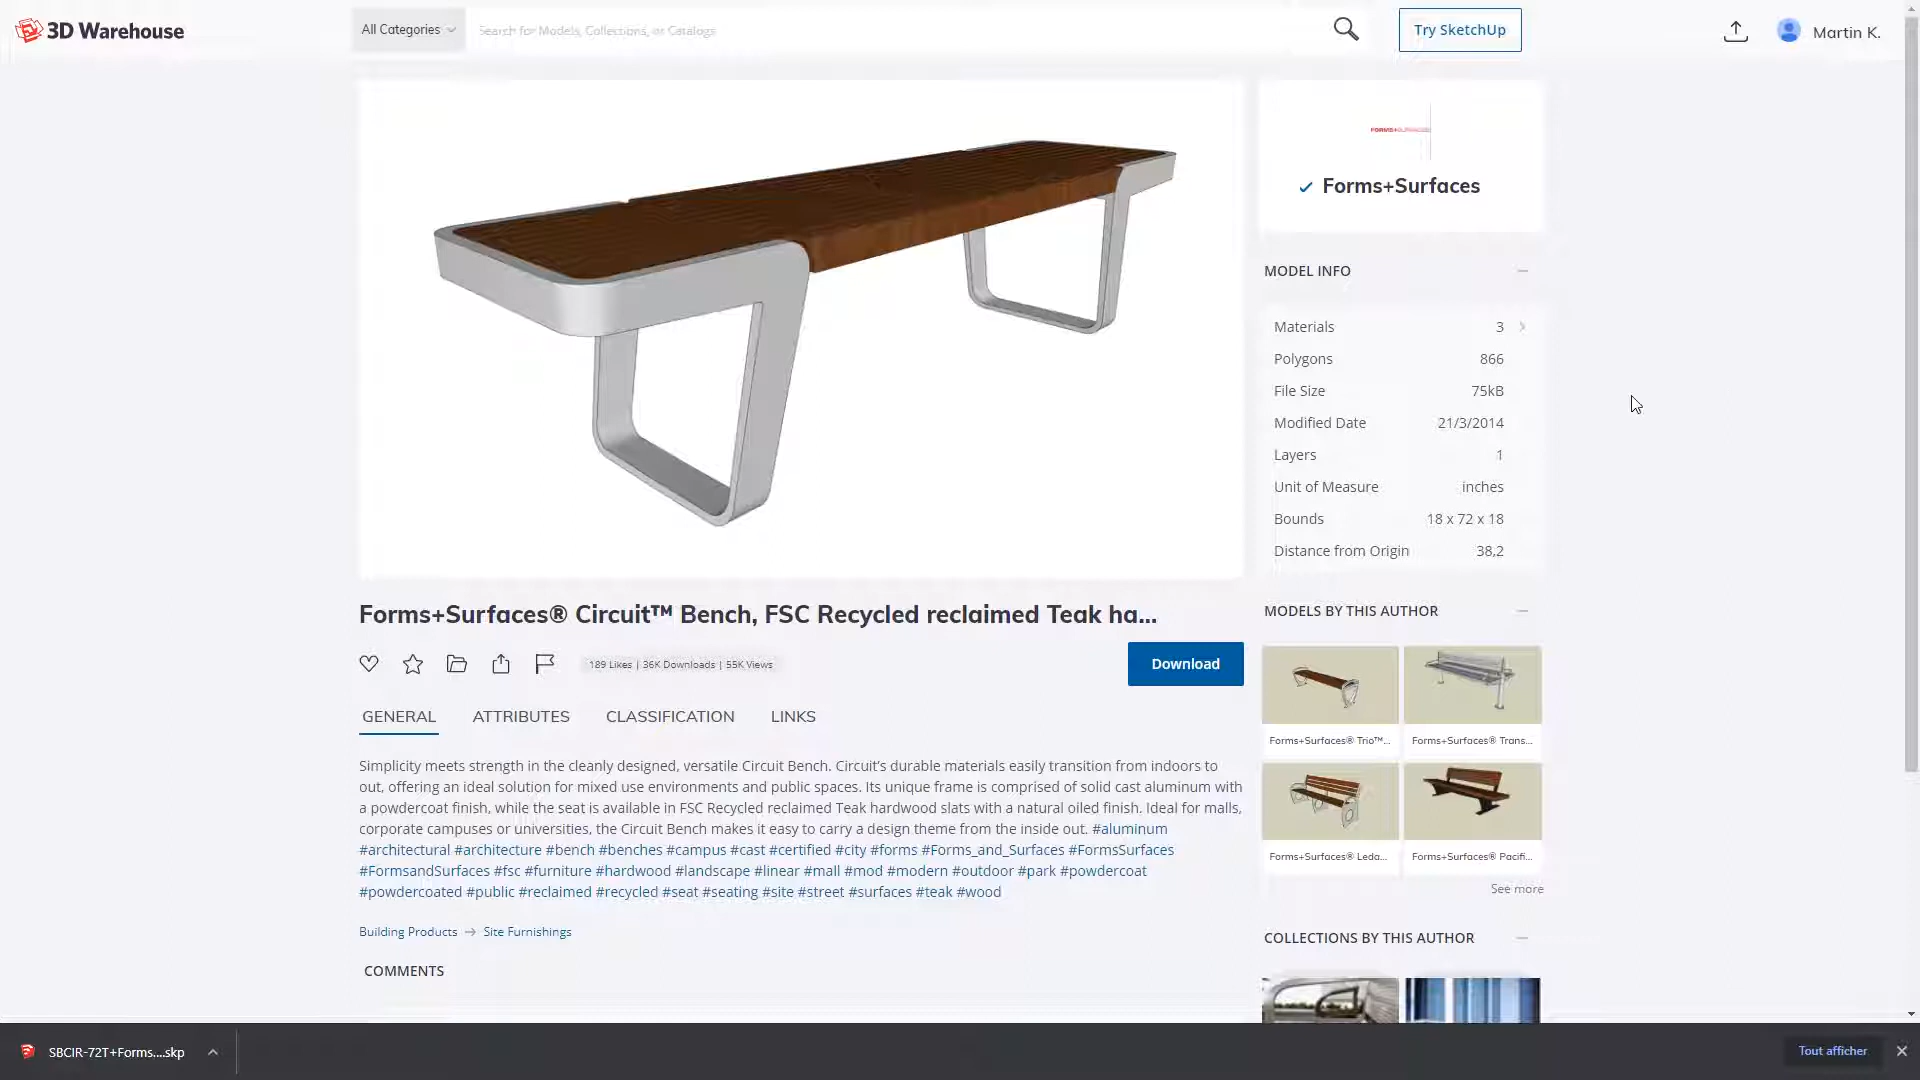 3D Warehouse
All Categories
Search for Models, Collections, or Catalogs
Try SketchUp
Martin K.
FORMS+SURFACES
Forms+Surfaces
MODEL INFO
Materials 3
Polygons 866
File Size 75kB
Modified Date 21/3/2014
Layers 1
Unit of Measure inches
Bounds 18 x 72 x 18
Distance from Origin 38,2
Forms+Surfaces® Circuit™ Bench, FSC Recycled reclaimed Teak ha...
189 Likes | 36K Downloads | 55K Views
Download
GENERAL ATTRIBUTES CLASSIFICATION LINKS
Simplicity meets strength in the cleanly designed, versatile Circuit Bench. Circuit’s durable materials easily transition from indoors to
out, offering an ideal solution for mixed use environments and public spaces. Its unique frame is comprised of solid cast aluminum with
a powdercoat finish, while the seat is available in FSC Recycled reclaimed Teak hardwood slats with a natural oiled finish. Ideal for malls,
corporate campuses or universities, the Circuit Bench makes it easy to carry a design theme from the inside out. #aluminum
#architectural #architecture #bench #benches #campus #cast #certified #city #forms #Forms_and_Surfaces #FormsSurfaces
#FormsandSurfaces #fsc #furniture #hardwood #landscape #linear #mall #mod #modern #outdoor #park #powdercoat
#powdercoated #public #reclaimed #recycled #seat #seating #site #street #surfaces #teak #wood
Building Products → Site Furnishings
COMMENTS
MODELS BY THIS AUTHOR
Forms+Surfaces® Trio™... Forms+Surfaces® Trans...
Forms+Surfaces® Leda... Forms+Surfaces® Pacifi...
See more
COLLECTIONS BY THIS AUTHOR
SBCIR-72T+Forms....skp
Tout afficher